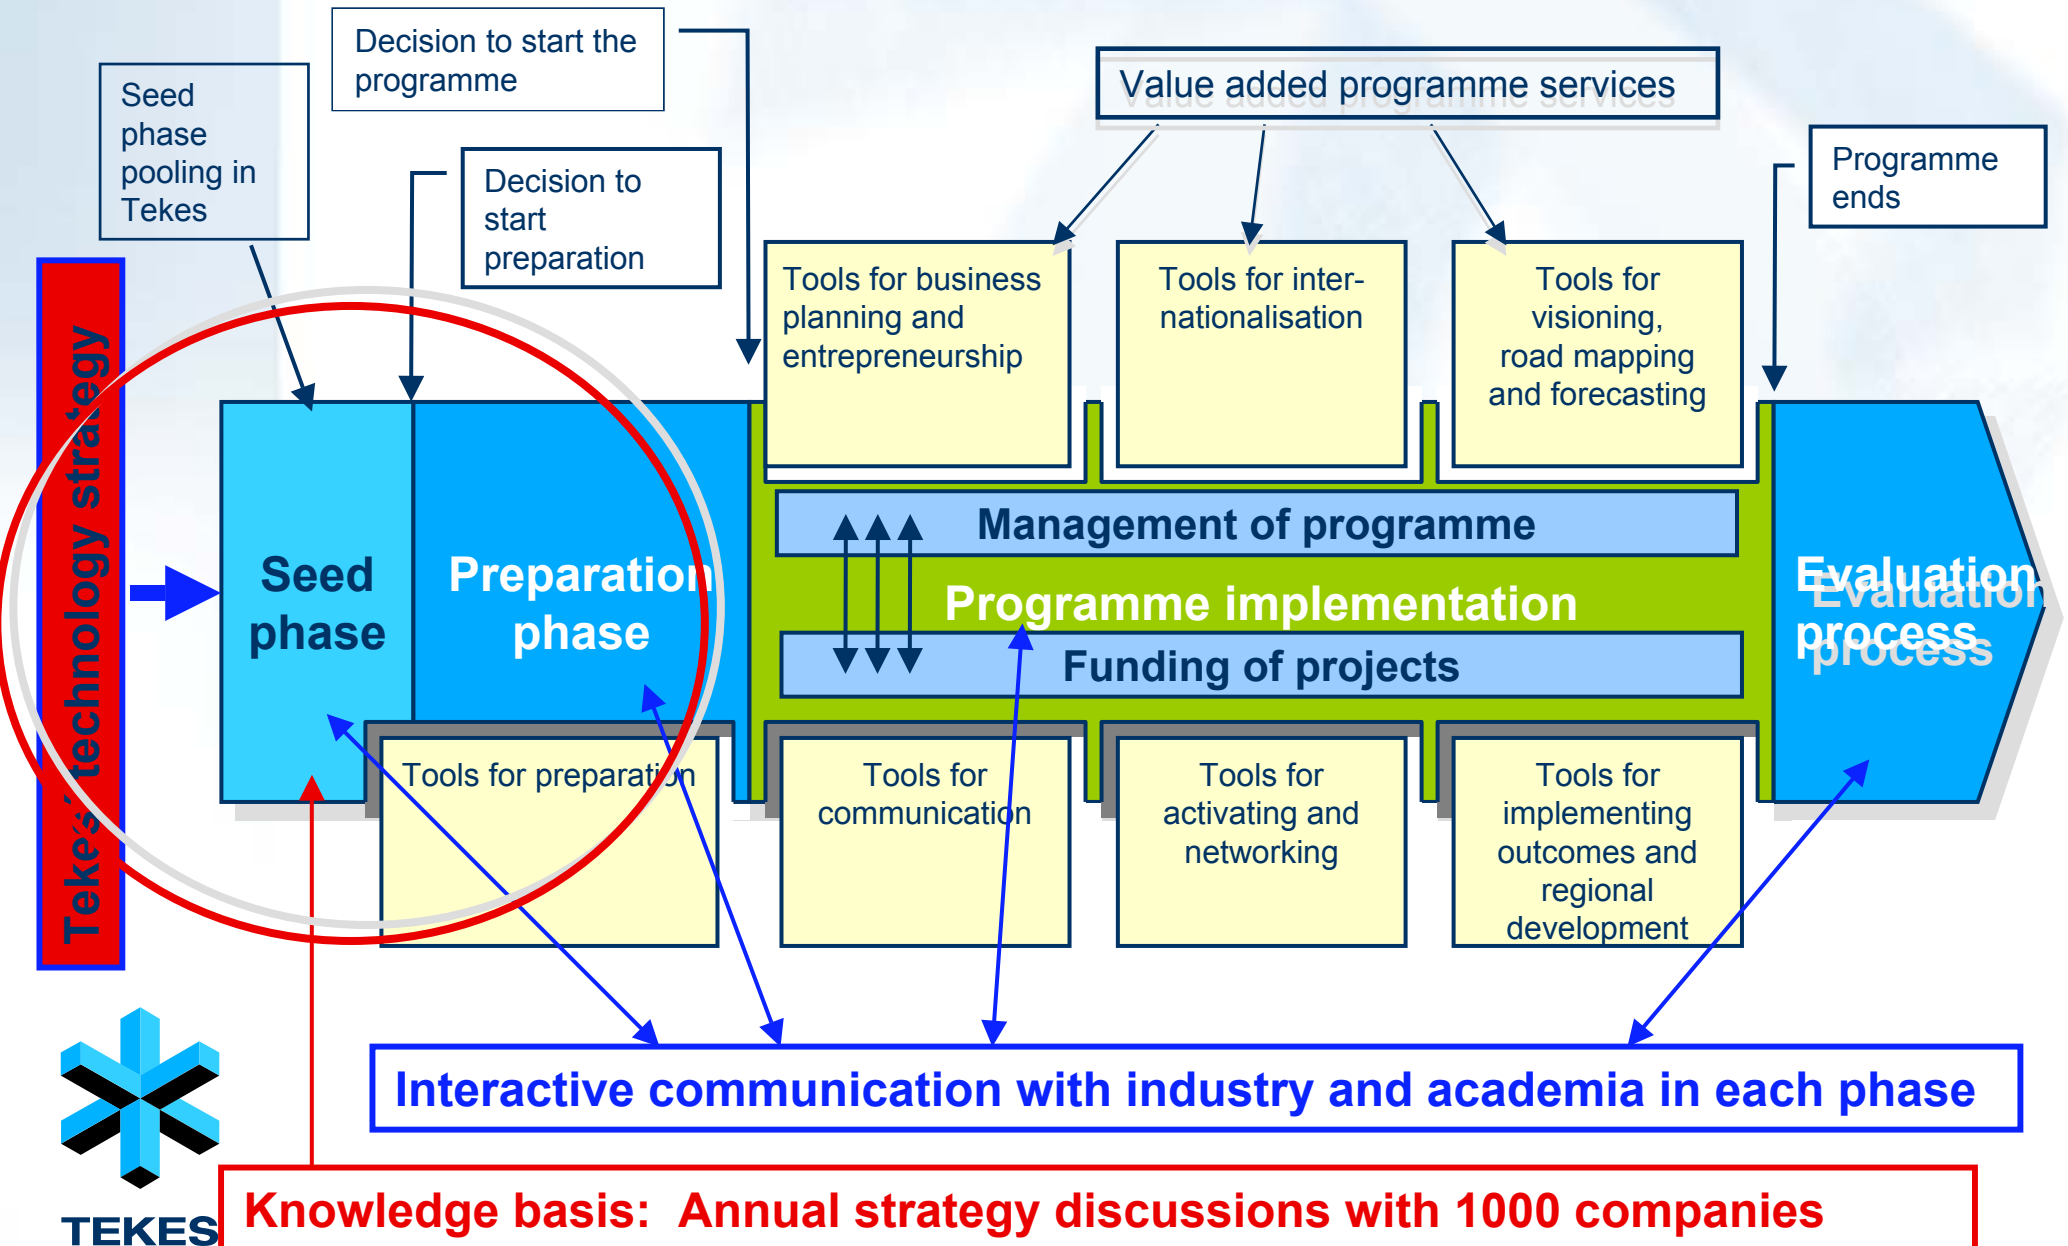 Decision to start the
programme
Value added programme services
Seed
phase
pooling in
Tekes
Decision to
start
preparation
Programme
ends
Tools for business
planning and
entrepreneurship
Tools for inter-
nationalisation
Tools for
visioning,
road mapping
and forecasting
Tekes' technology strategy
Seed
phase
Preparation
phase
Management of programme
Programme implementation
Funding of projects
Evaluation
process
Tools for preparation
Tools for
communication
Tools for
activating and
networking
Tools for
implementing
outcomes and
regional
development
Interactive communication with industry and academia in each phase
Knowledge basis: Annual strategy discussions with 1000 companies
TEKES